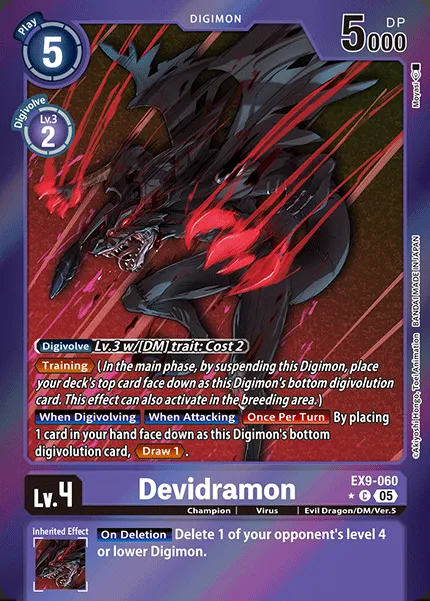 DIGIMON
Play
5
DP
5000
Digivolve
Lv.3
2
Moyasi
Digivolve Lv.3 w/[DM] trait: Cost 2
Training (In the main phase, by suspending this Digimon, place
your deck's top card face down as this Digimon's bottom digivolution
card. This effect can also activate in the breeding area.)
When Digivolving When Attacking Once Per Turn By placing
1 card in your hand face down as this Digimon's bottom
digivolution card, Draw 1.
©Akiyoshi Hongo, Toei Animation BANDAI MADE IN JAPAN
Lv.4
Devidramon
EX9-060
C 05
Champion | Virus | Evil Dragon/DM/Ver.5
Inherited Effect
On Deletion Delete 1 of your opponent's level 4
or lower Digimon.